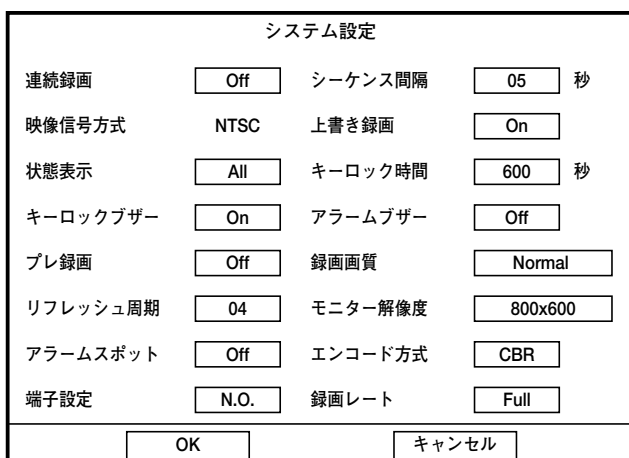 システム設定
連続録画 Off シーケンス間隔 05 秒
映像信号方式 NTSC 上書き録画 On
状態表示 All キーロック時間 600 秒
キーロックブザー On アラームブザー Off
プレ録画 Off 録画画質 Normal
リフレッシュ周期 04 モニター解像度 800x600
アラームスポット Off エンコード方式 CBR
端子設定 N.O. 録画レート Full
OK キャンセル